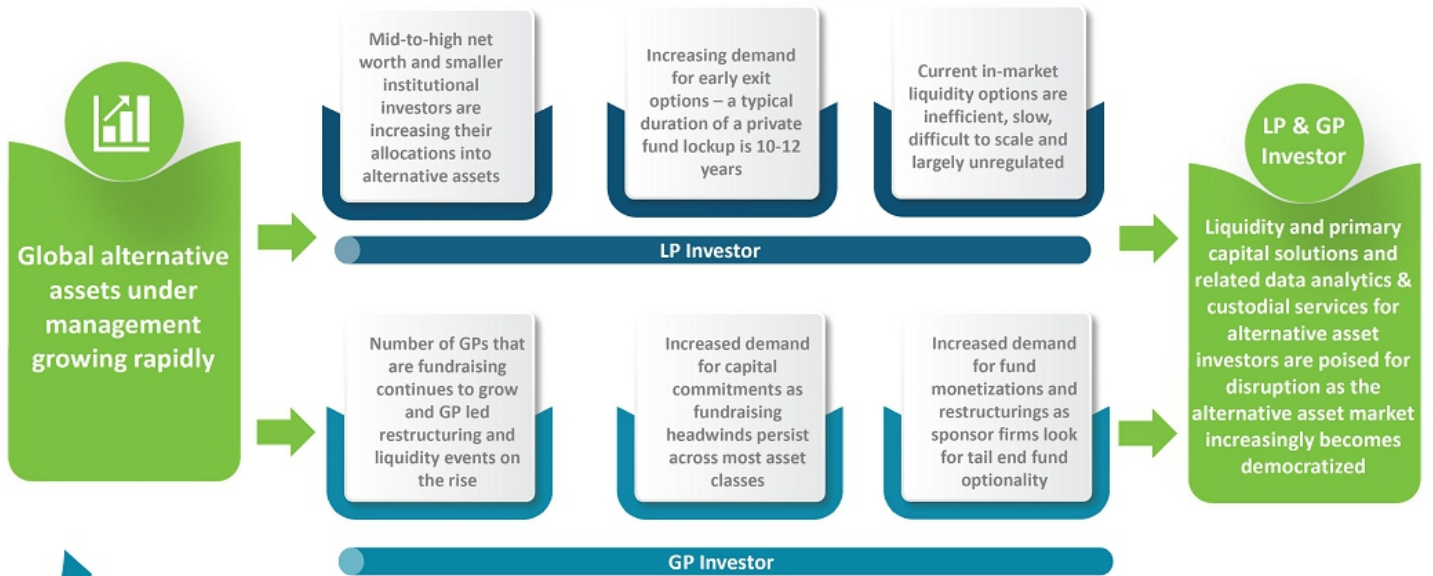 Global alternative
assets under
management
growing rapidly
Mid-to-high net
worth and smaller
institutional
investors are
increasing their
allocations into
alternative assets
Increasing demand
for early exit
options – a typical
duration of a private
fund lockup is 10-12
years
Current in-market
liquidity options are
inefficient, slow,
difficult to scale and
largely unregulated
LP Investor
Number of GPs that
are fundraising
continues to grow
and GP led
restructuring and
liquidity events on
the rise
Increased demand
for capital
commitments as
fundraising
headwinds persist
across most asset
classes
Increased demand
for fund
monetizations and
restructurings as
sponsor firms look
for tail end fund
optionality
GP Investor
LP & GP
Investor
Liquidity and primary
capital solutions and
related data analytics &
custodial services for
alternative asset
investors are poised for
disruption as the
alternative asset market
increasingly becomes
democratized